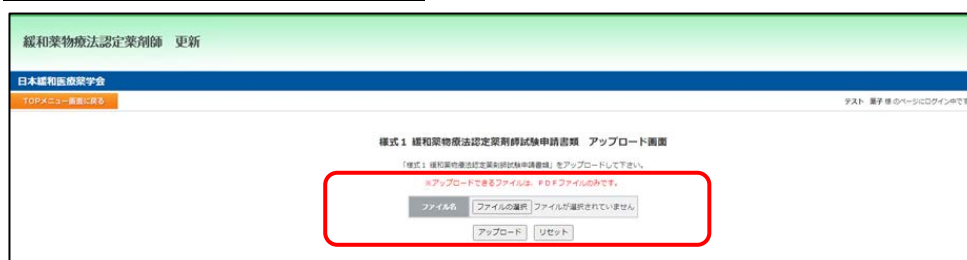 緩和薬物療法認定薬剤師　更新
日本緩和医療薬学会
TOPメニュー画面に戻る
テスト 薬子 様 のページにログイン中です
様式１ 緩和薬物療法認定薬剤師試験申請書類　アップロード画面
「様式１ 緩和薬物療法認定薬剤師試験申請書類」をアップロードして下さい。
※アップロードできるファイルは、ＰＤＦファイルのみです。
ファイル名 ファイルの選択 ファイルが選択されていません
アップロード リセット